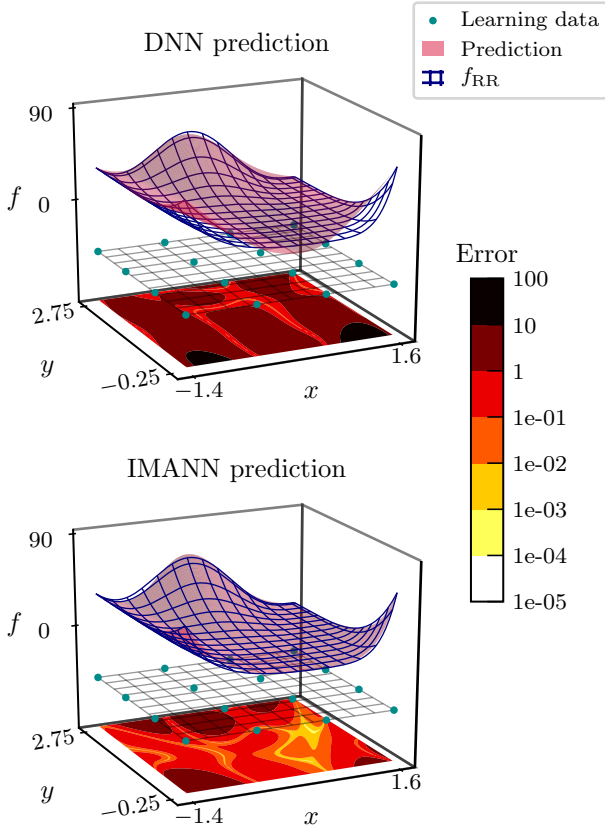 Learning data
Prediction
f_RR
DNN prediction
90
f
0
2.75
y
−0.25
−1.4
x
1.6
Error
100
10
1
1e-01
1e-02
1e-03
1e-04
1e-05
IMANN prediction
90
f
0
2.75
y
−0.25
−1.4
x
1.6